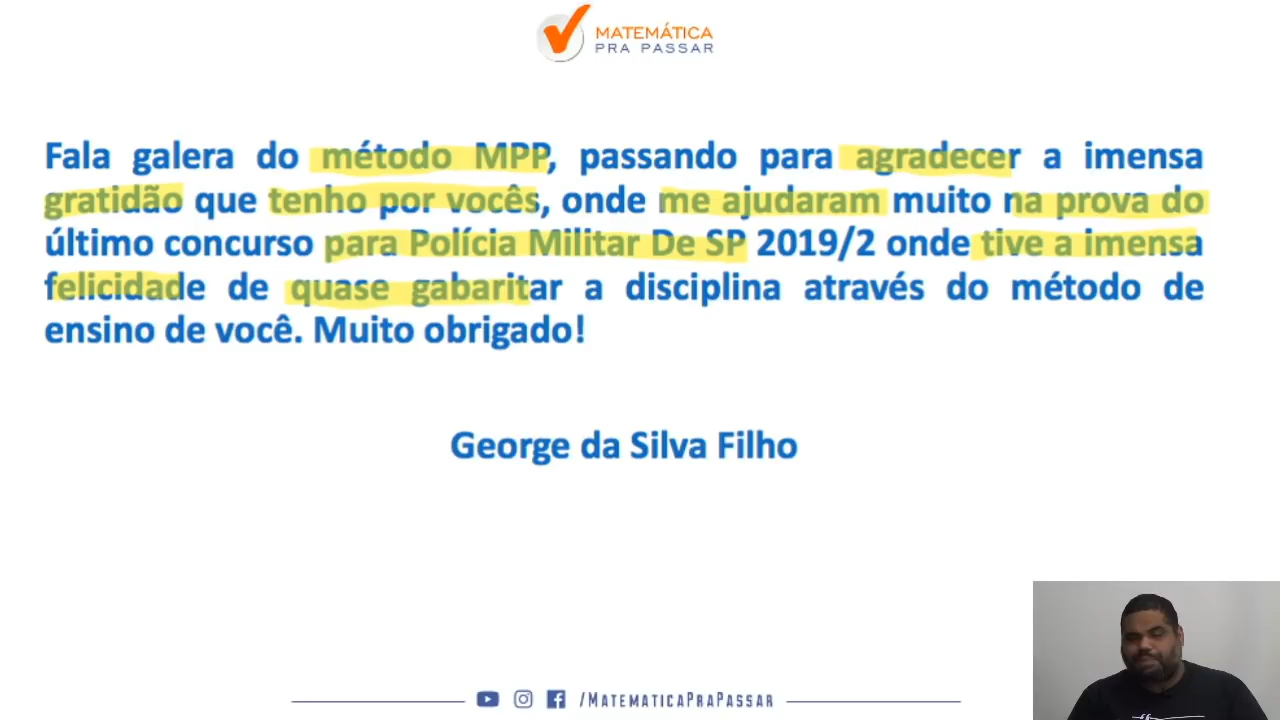 MATEMÁTICA
PRA PASSAR
Fala galera do método MPP, passando para agradecer a imensa
gratidão que tenho por vocês, onde me ajudaram muito na prova do
último concurso para Polícia Militar De SP 2019/2 onde tive a imensa
felicidade de quase gabaritar a disciplina através do método de
ensino de você. Muito obrigado!
George da Silva Filho
/MATEMATICAPRAPASSAR